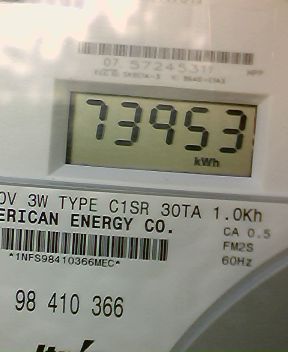 07 57245311
73953
kWh
0V 3W TYPE C1SR 30TA 1.0Kh
ERICAN ENERGY CO.
CA 0.5
FM2S
*1NFS98410366MEC*
60Hz
98 410 366